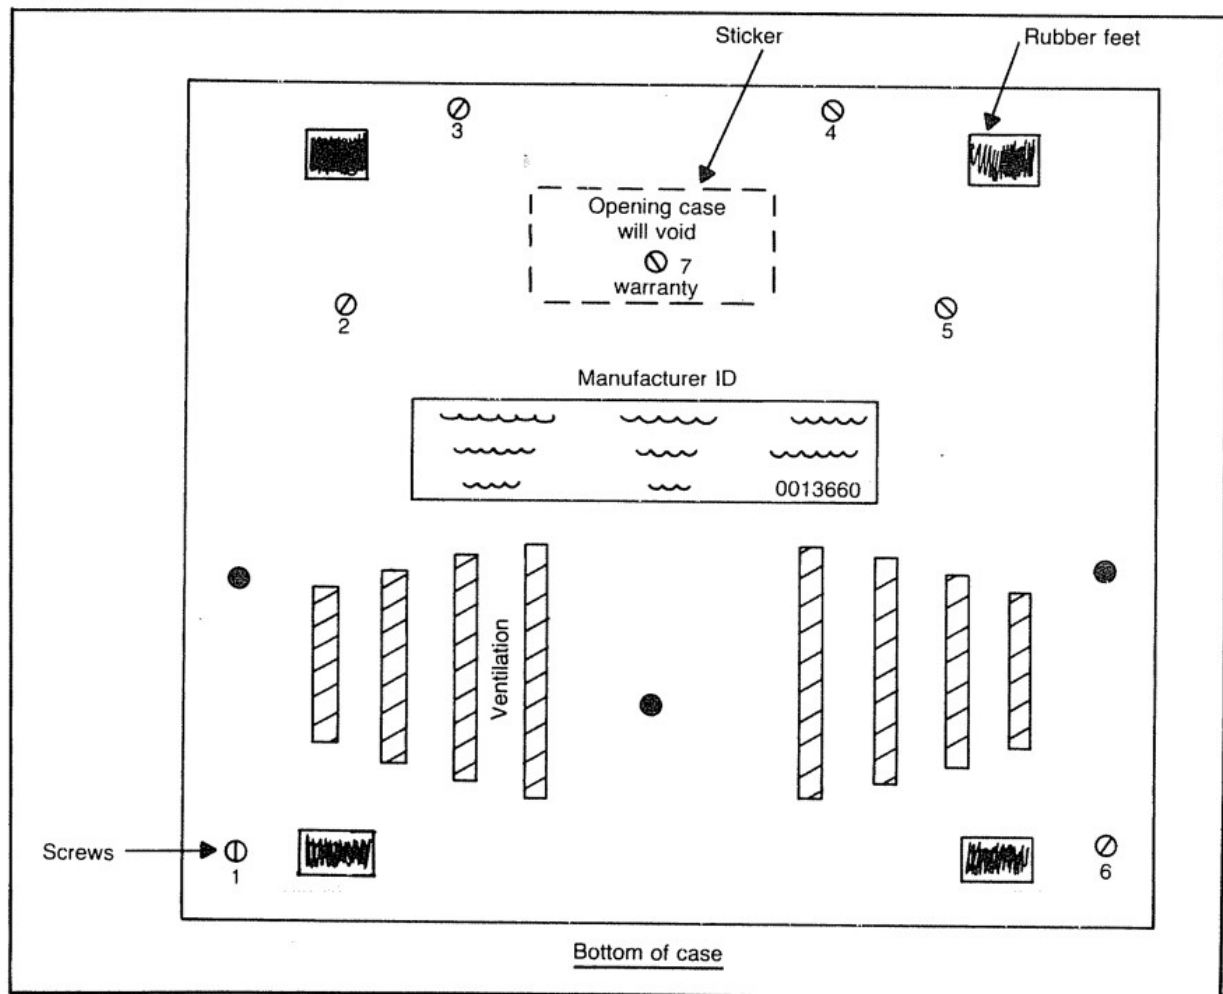 Sticker
Rubber feet
3
4
Opening case
will void
7
warranty
2
5
Manufacturer ID
0013660
Ventilation
Screws
1
6
Bottom of case